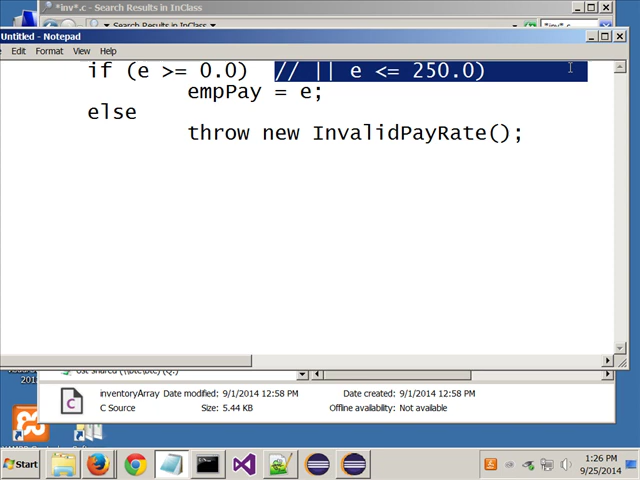 *inv*.c - Search Results in InClass
Search Results in InClass
*inv*.c
Untitled - Notepad
Edit Format View Help
if (e >= 0.0) // || e <= 250.0)
empPay = e;
else
throw new InvalidPayRate();
2012
inventoryArray Date modified: 9/1/2014 12:58 PM Date created: 9/1/2014 12:58 PM
C Source Size: 5.44 KB Offline availability: Not available
Start
1:26 PM
9/25/2014